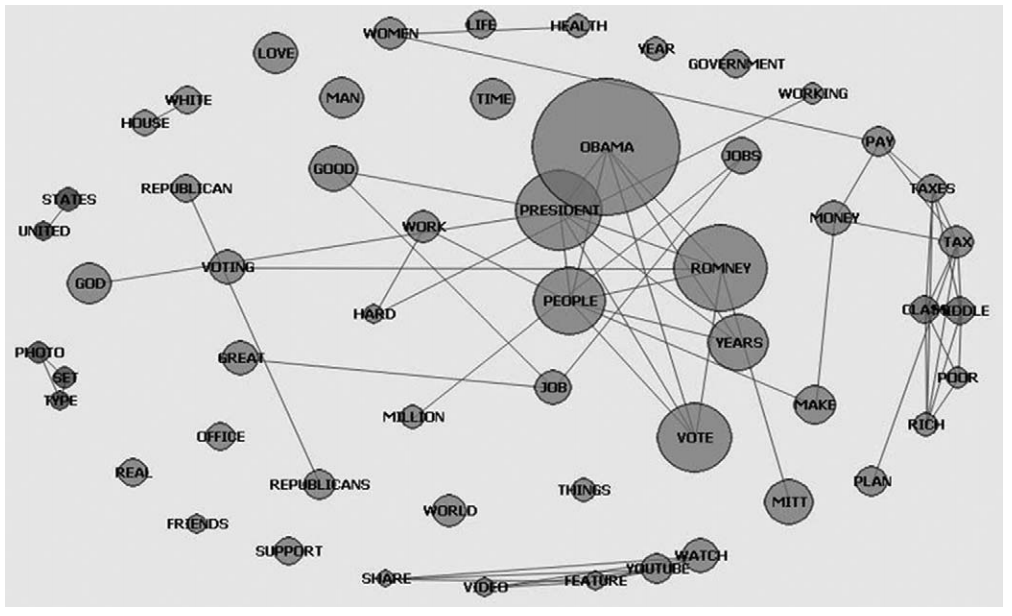 LIFE
WOMEN
HEALTH
LOVE
YEAR
GOVERNMENT
WHITE
MAN
TIME
WORKING
HOUSE
OBAMA
PAY
JOBS
GOOD
REPUBLICAN
TAXES
STATES
PRESIDENT
MONEY
WORK
UNITED
TAX
VOTING
ROMNEY
GOD
PEOPLE
CLASS
MIDDLE
HARD
YEARS
PHOTO
GREAT
SET
POOR
JOB
TYPE
MAKE
MILLION
RICH
OFFICE
VOTE
REAL
PLAN
REPUBLICANS
THINGS
MITT
WORLD
FRIENDS
SUPPORT
WATCH
YOUTUBE
SHARE
FEATURE
VIDEO